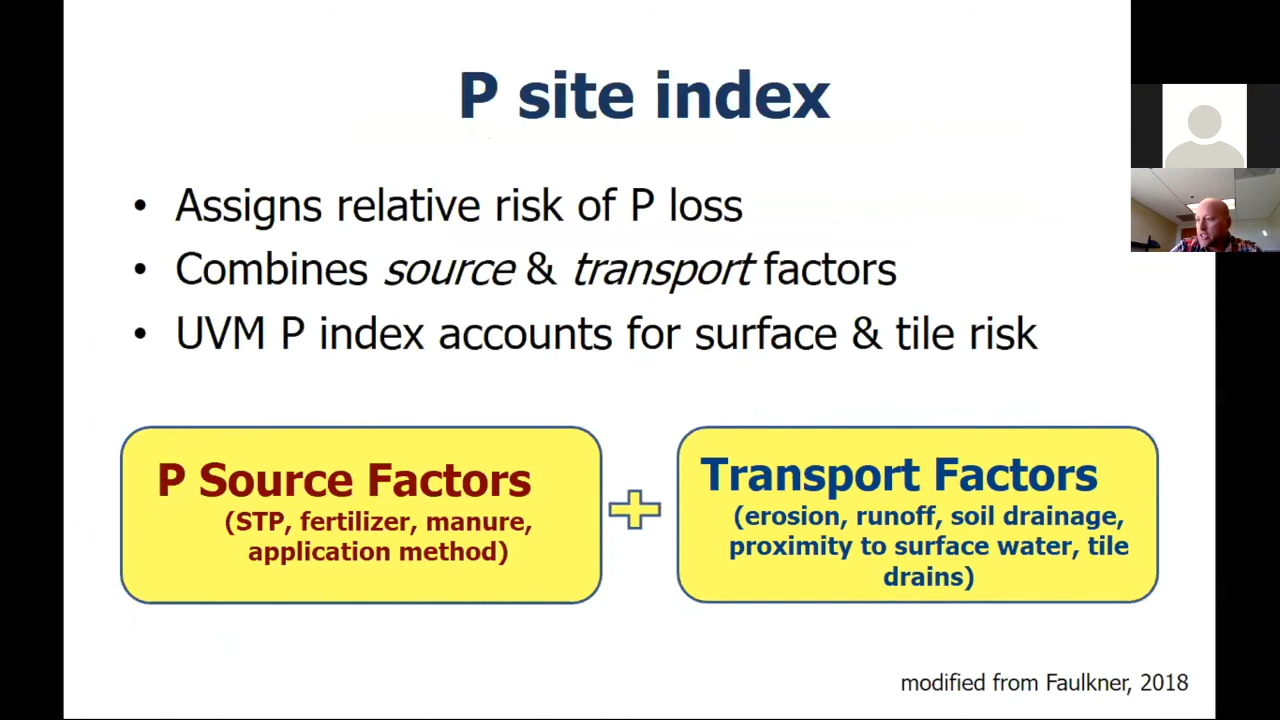 P site index
• Assigns relative risk of P loss
• Combines source & transport factors
• UVM P index accounts for surface & tile risk
P Source Factors
(STP, fertilizer, manure,
application method)
Transport Factors
(erosion, runoff, soil drainage,
proximity to surface water, tile
drains)
modified from Faulkner, 2018